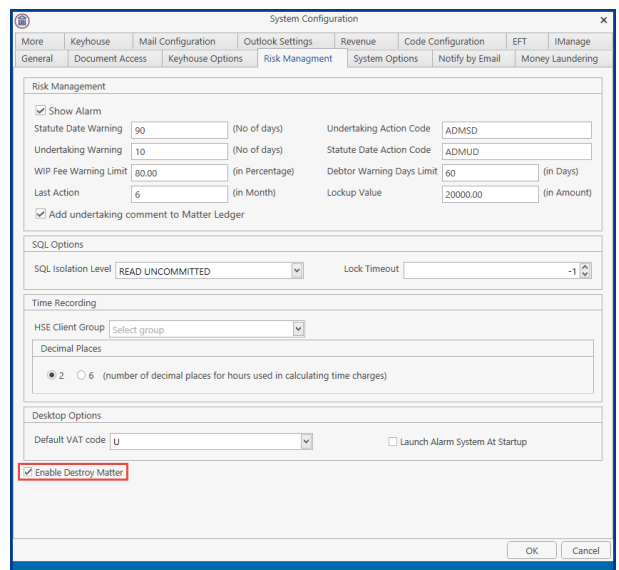 System Configuration
More Keyhouse Mail Configuration Outlook Settings Revenue Code Configuration EFT IManage
General Document Access Keyhouse Options Risk Managment System Options Notify by Email Money Laundering
Risk Management
Show Alarm
Statute Date Warning 90 (No of days) Undertaking Action Code ADMSD
Undertaking Warning 10 (No of days) Statute Date Action Code ADMUD
WIP Fee Warning Limit 80.00 (in Percentage) Debtor Warning Days Limit 60 (in Days)
Last Action 6 (in Month) Lockup Value 20000.00 (in Amount)
Add undertaking comment to Matter Ledger
SQL Options
SQL Isolation Level READ UNCOMMITTED Lock Timeout -1
Time Recording
HSE Client Group Select group
Decimal Places
2 6 (number of decimal places for hours used in calculating time charges)
Desktop Options
Default VAT code U Launch Alarm System At Startup
Enable Destroy Matter
OK Cancel